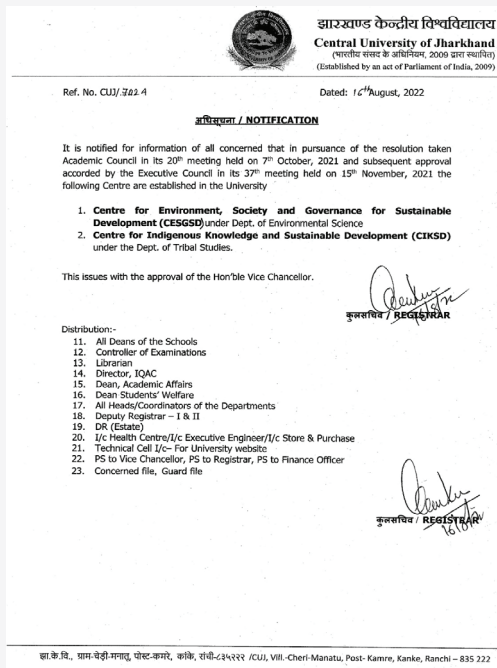 झारखण्ड केन्द्रीय विश्वविद्यालय
Central University of Jharkhand
(भारतीय संसद के अधिनियम, 2009 द्वारा स्थापित)
(Established by an act of Parliament of India, 2009)
Ref. No. CUJ/
Dated: 16th August, 2022
अधिसूचना / NOTIFICATION
It is notified for information of all concerned that in pursuance of the resolution taken
Academic Council in its 20th meeting held on 7th October, 2021 and subsequent approval
accorded by the Executive Council in its 37th meeting held on 15th November, 2021 the
following Centre are established in the University
1. Centre for Environment, Society and Governance for Sustainable
Development (CESGSD) under Dept. of Environmental Science
2. Centre for Indigenous Knowledge and Sustainable Development (CIKSD)
under the Dept. of Tribal Studies.
This issues with the approval of the Hon'ble Vice Chancellor.
कुलसचिव / REGISTRAR
Distribution:-
11. All Deans of the Schools
12. Controller of Examinations
13. Librarian
14. Director, IQAC
15. Dean, Academic Affairs
16. Dean Students' Welfare
17. All Heads/Coordinators of the Departments
18. Deputy Registrar – I & II
19. DR (Estate)
20. I/c Health Centre/I/c Executive Engineer/I/c Store & Purchase
21. Technical Cell I/c– For University website
22. PS to Vice Chancellor, PS to Registrar, PS to Finance Officer
23. Concerned file, Guard file
कुलसचिव / REGISTRAR
झा.के.वि., ग्राम-चेड़ी-मनातू, पोस्ट-कमरे, कांके, रांची-८३५२२२ /CUJ, Vill.-Cheri-Manatu, Post- Kamre, Kanke, Ranchi – 835 222